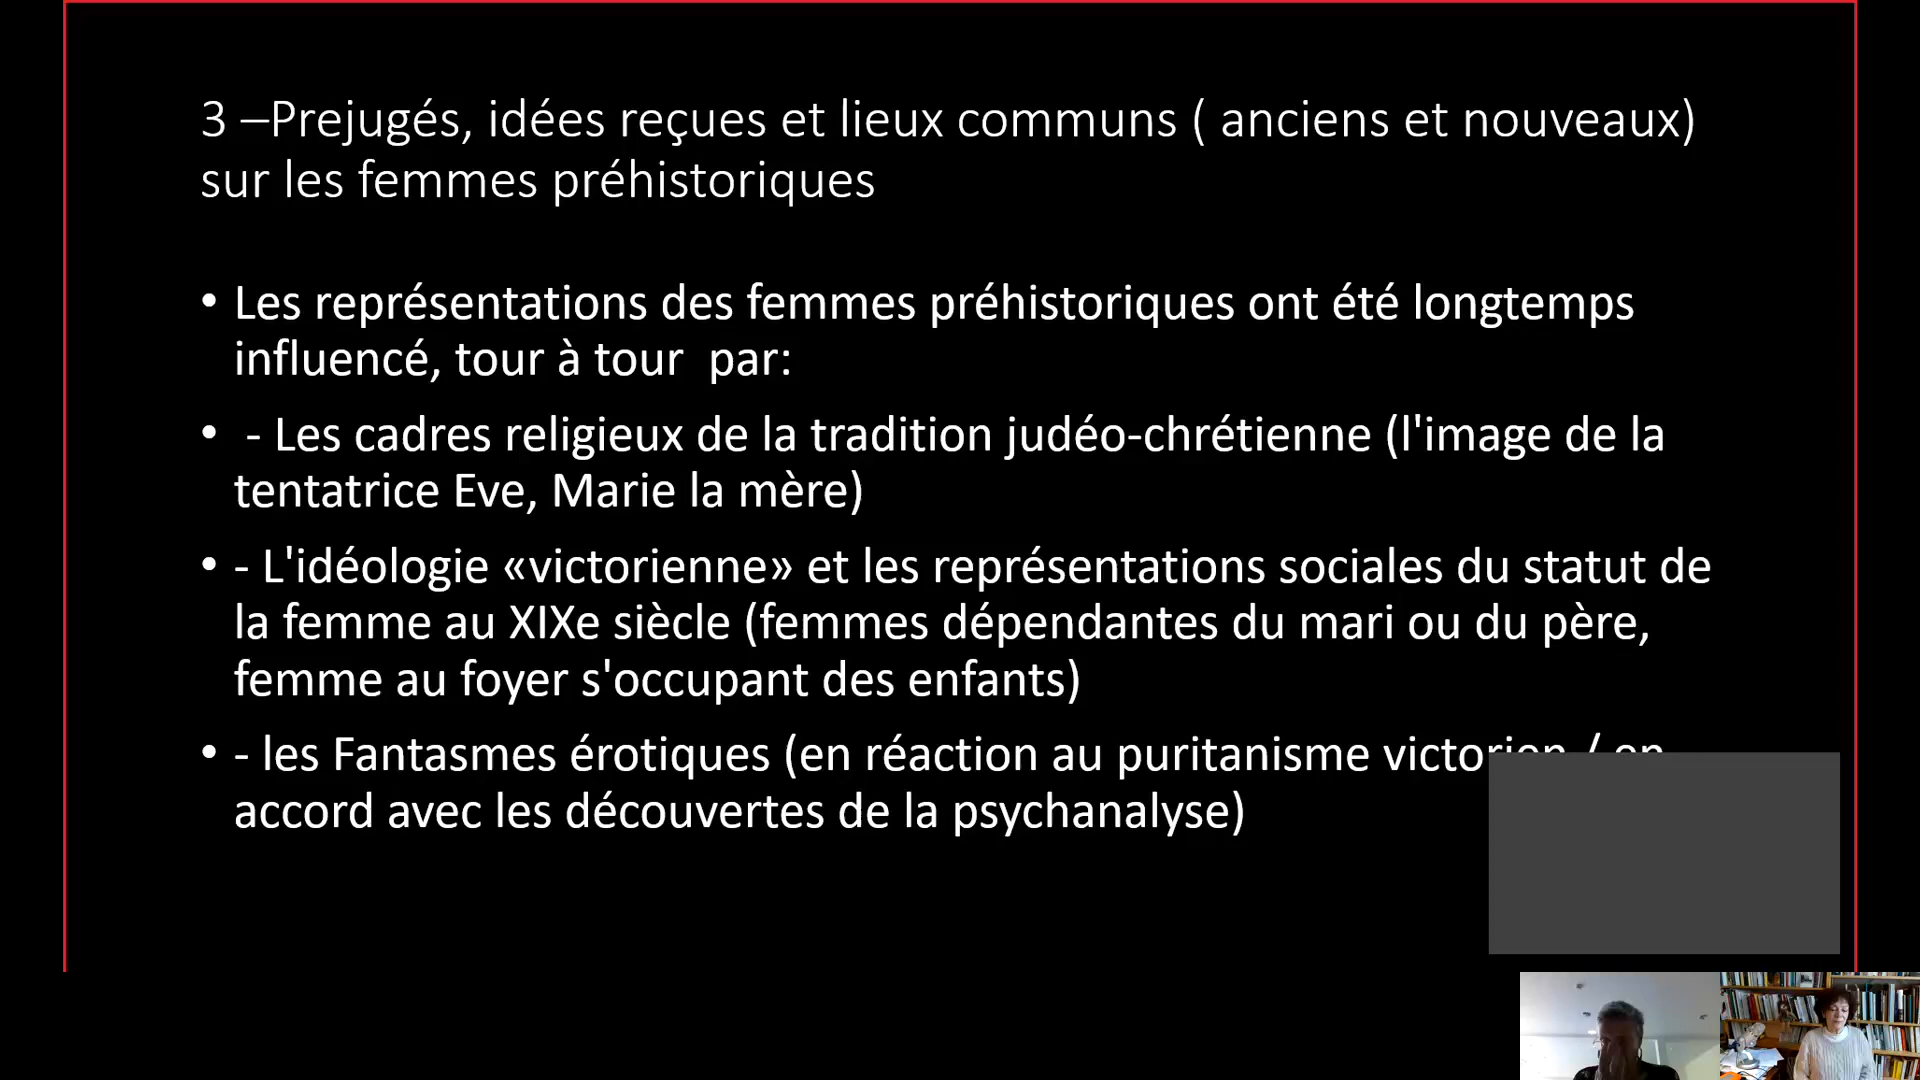 3 –Prejugés, idées reçues et lieux communs ( anciens et nouveaux)
sur les femmes préhistoriques
• Les représentations des femmes préhistoriques ont été longtemps
influencé, tour à tour  par:
•  - Les cadres religieux de la tradition judéo-chrétienne (l'image de la
tentatrice Eve, Marie la mère)
• - L'idéologie «victorienne» et les représentations sociales du statut de
la femme au XIXe siècle (femmes dépendantes du mari ou du père,
femme au foyer s'occupant des enfants)
• - les Fantasmes érotiques (en réaction au puritanisme victorien / en
accord avec les découvertes de la psychanalyse)